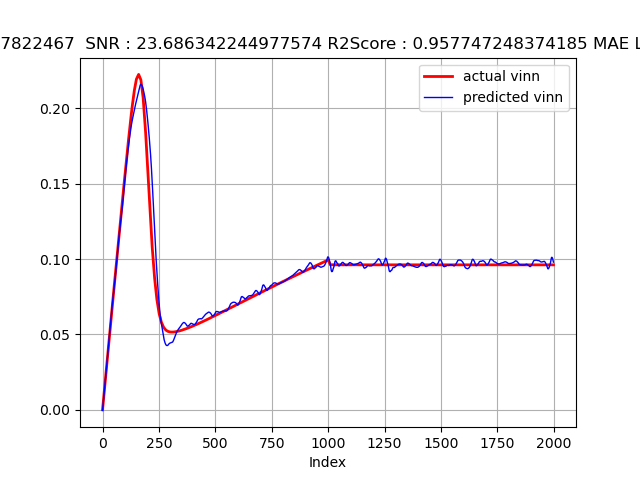 7822467 SNR : 23.686342244977574 R2Score : 0.957747248374185 MAE L
actual vinn
predicted vinn
0.20
0.15
0.10
0.05
0.00
0 250 500 750 1000 1250 1500 1750 2000
Index